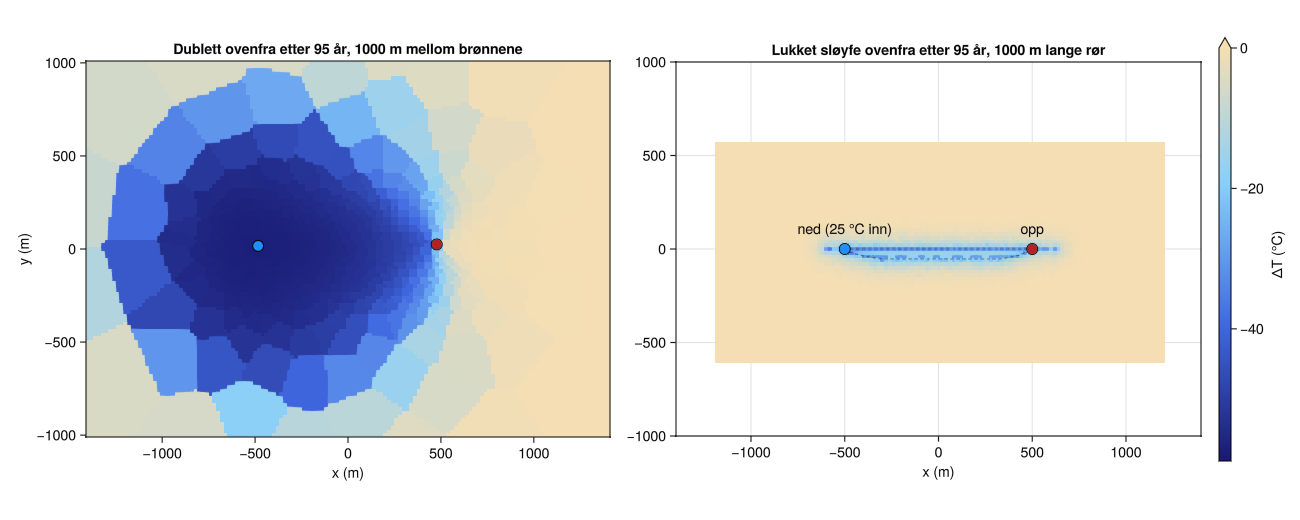 Dublett ovenfra etter 95 år, 1000 m mellom brønnene
1000
500
0
−500
−1000
y (m)
−1000
−500
0
500
1000
x (m)
Lukket sløyfe ovenfra etter 95 år, 1000 m lange rør
1000
500
0
−500
−1000
ned (25 °C inn)
opp
−1000
−500
0
500
1000
x (m)
0
−20
−40
ΔT (°C)